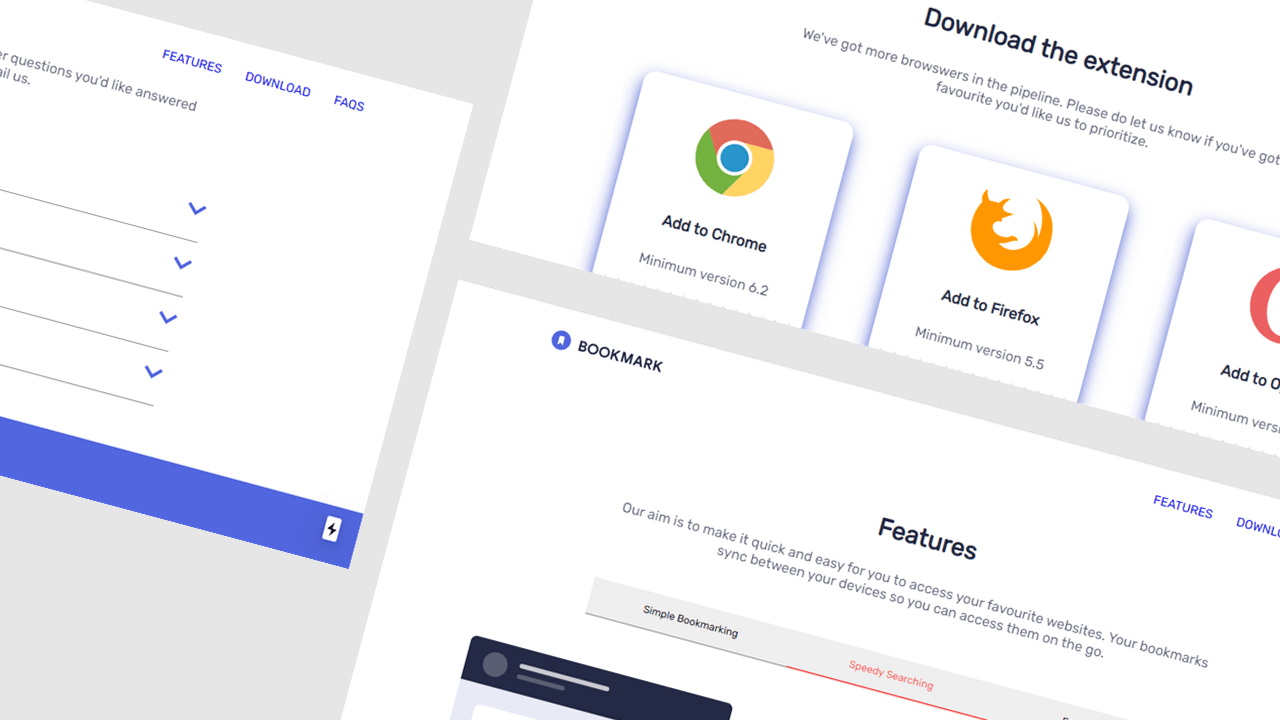 er questions you'd like answered
ail us.
FEATURES
DOWNLOAD
FAQS
Download the extension
We've got more browswers in the pipeline. Please do let us know if you've got
favourite you'd like us to prioritize.
Add to Chrome
Minimum version 6.2
Add to Firefox
Minimum version 5.5
Add to O
Minimum versi
BOOKMARK
FEATURES
DOWNLO
Features
Our aim is to make it quick and easy for you to access your favourite websites. Your bookmarks
sync between your devices so you can access them on the go.
Simple Bookmarking
Speedy Searching